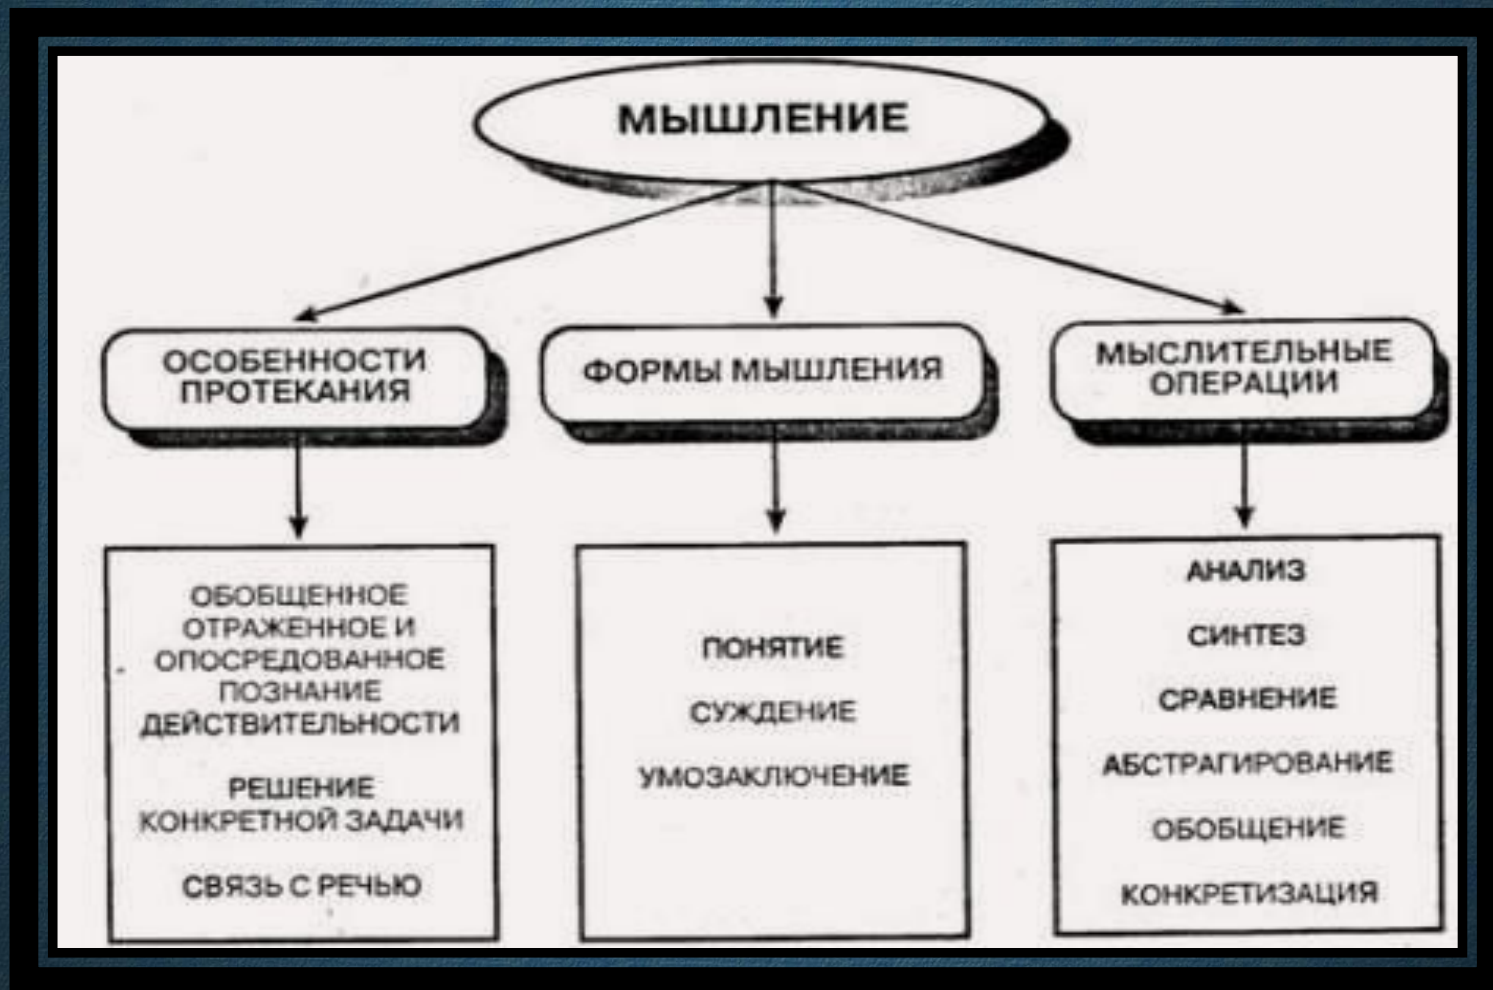 МЫШЛЕНИЕ
ОСОБЕННОСТИ
ПРОТЕКАНИЯ
ФОРМЫ МЫШЛЕНИЯ
МЫСЛИТЕЛЬНЫЕ
ОПЕРАЦИИ
ОБОБЩЕННОЕ
ОТРАЖЕННОЕ И
ОПОСРЕДОВАННОЕ
ПОЗНАНИЕ
ДЕЙСТВИТЕЛЬНОСТИ
РЕШЕНИЕ
КОНКРЕТНОЙ ЗАДАЧИ
СВЯЗЬ С РЕЧЬЮ
ПОНЯТИЕ
СУЖДЕНИЕ
УМОЗАКЛЮЧЕНИЕ
АНАЛИЗ
СИНТЕЗ
СРАВНЕНИЕ
АБСТРАГИРОВАНИЕ
ОБОБЩЕНИЕ
КОНКРЕТИЗАЦИЯ